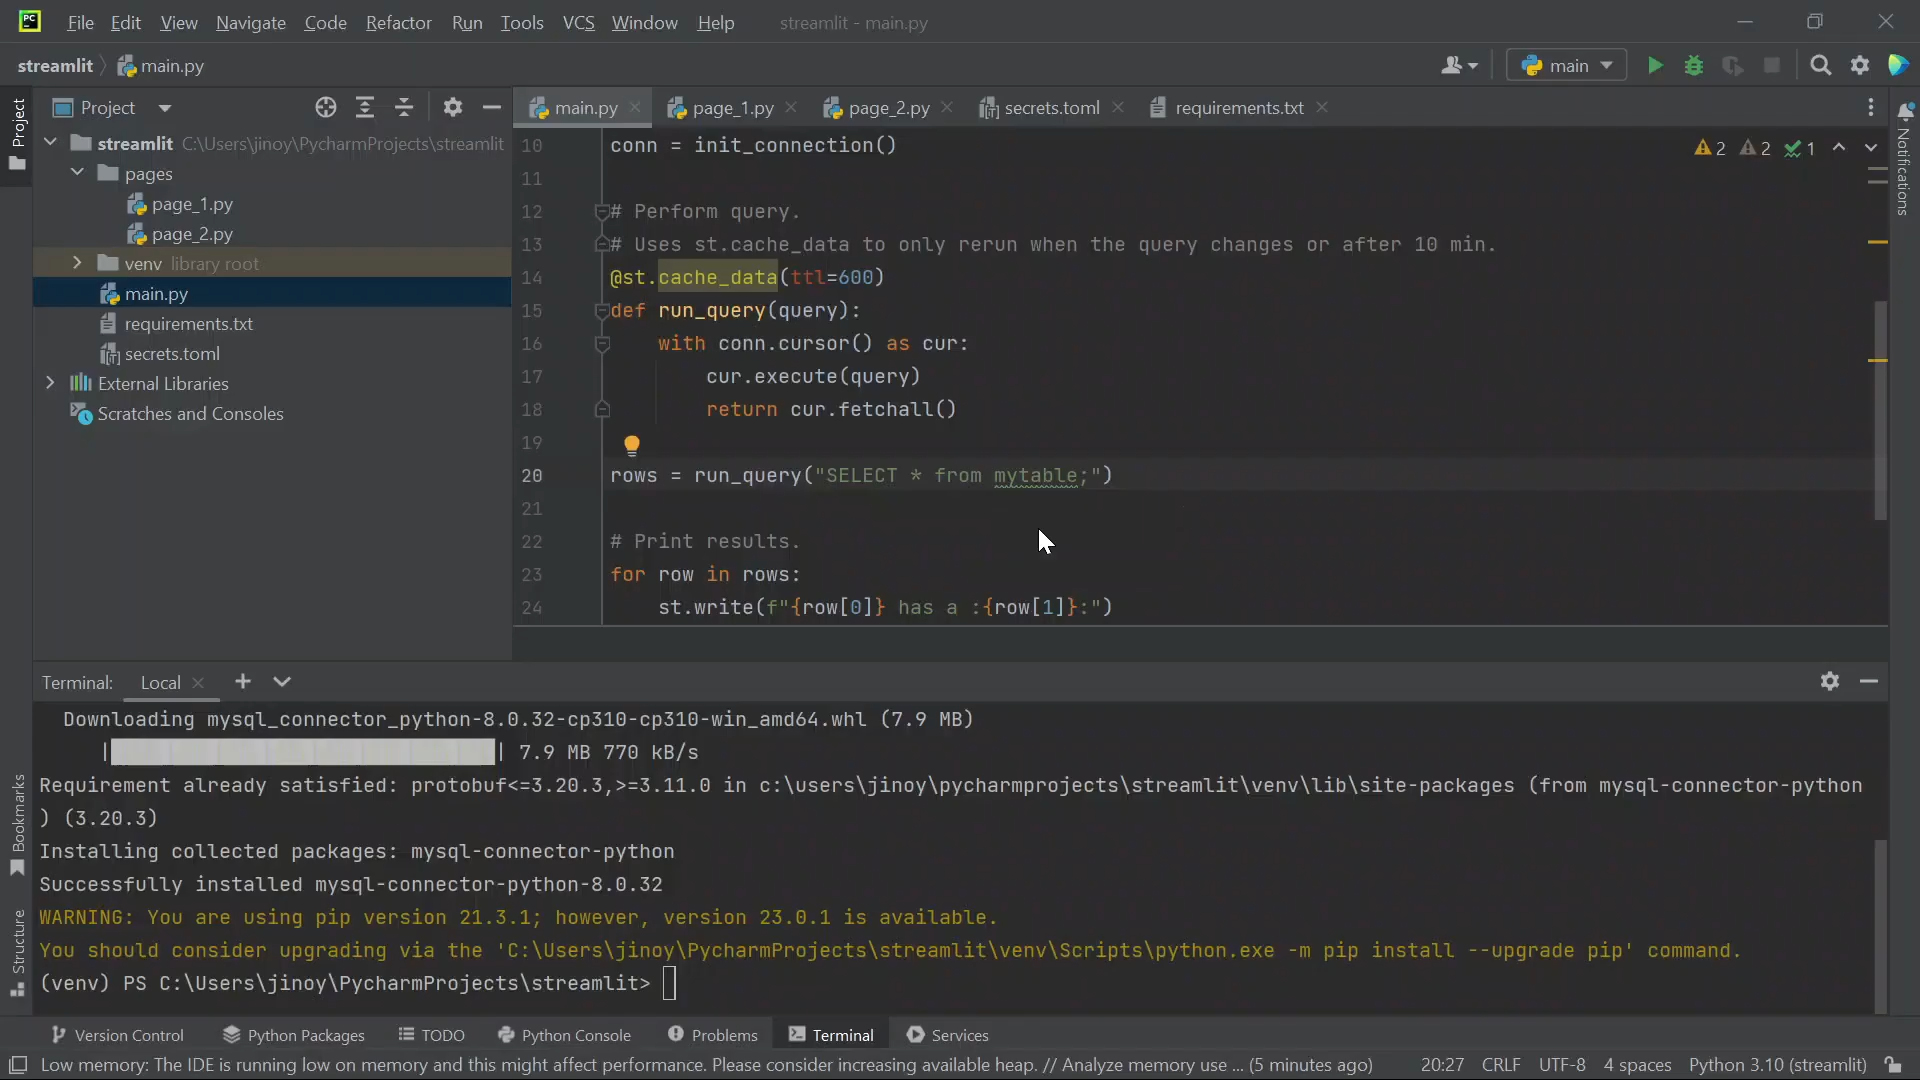 PC File Edit View Navigate Code Refactor Run Tools VCS Window Help streamlit - main.py
streamlit main.py main
Project
Project
streamlit C:\Users\jinoy\PycharmProjects\streamlit
pages
page_1.py
page_2.py
venv library root
main.py
requirements.txt
secrets.toml
External Libraries
Scratches and Consoles
main.py page_1.py page_2.py secrets.toml requirements.txt
2 2 1
10 conn = init_connection()
11
12 # Perform query.
13 # Uses st.cache_data to only rerun when the query changes or after 10 min.
14 @st.cache_data(ttl=600)
15 def run_query(query):
16 with conn.cursor() as cur:
17 cur.execute(query)
18 return cur.fetchall()
19
20 rows = run_query("SELECT * from mytable;")
21
22 # Print results.
23 for row in rows:
24 st.write(f"{row[0]} has a :{row[1]}:")
Notifications
Terminal: Local
Downloading mysql_connector_python-8.0.32-cp310-cp310-win_amd64.whl (7.9 MB)
| | 7.9 MB 770 kB/s
Requirement already satisfied: protobuf<=3.20.3,>=3.11.0 in c:\users\jinoy\pycharmprojects\streamlit\venv\lib\site-packages (from mysql-connector-python
) (3.20.3)
Installing collected packages: mysql-connector-python
Successfully installed mysql-connector-python-8.0.32
WARNING: You are using pip version 21.3.1; however, version 23.0.1 is available.
You should consider upgrading via the 'C:\Users\jinoy\PycharmProjects\streamlit\venv\Scripts\python.exe -m pip install --upgrade pip' command.
(venv) PS C:\Users\jinoy\PycharmProjects\streamlit>
Bookmarks
Structure
Version Control Python Packages TODO Python Console Problems Terminal Services
Low memory: The IDE is running low on memory and this might affect performance. Please consider increasing available heap. // Analyze memory use ... (5 minutes ago) 20:27 CRLF UTF-8 4 spaces Python 3.10 (streamlit)